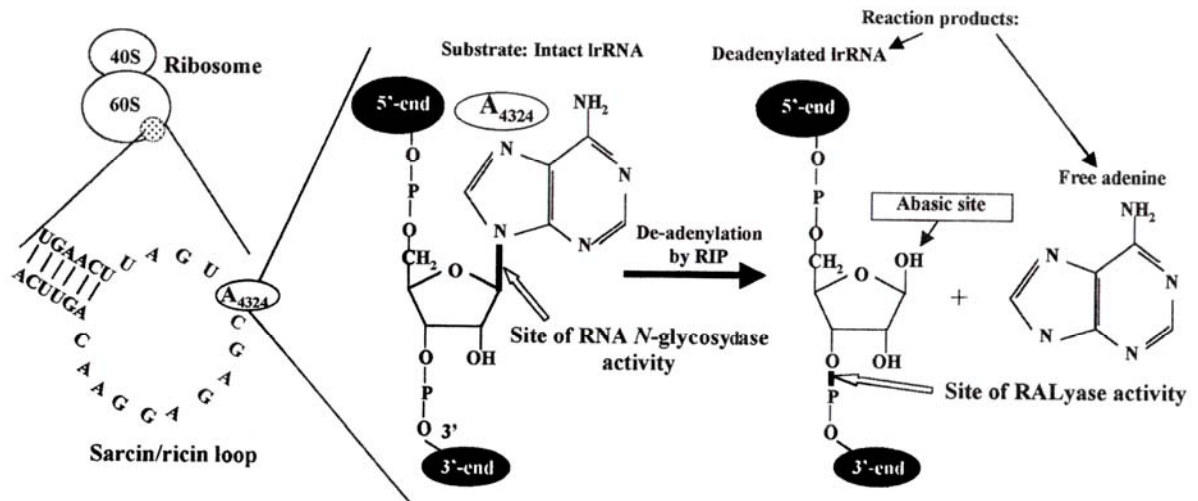 Reaction products:
40S
Ribosome
60S
Substrate: Intact lrRNA
Deadenylated lrRNA
5'-end
A4324
NH2
N
N
N
N
O
P
O
CH2
O
OH
O
P
O 3'
3'-end
Site of RNA N-glycosydase
activity
De-adenylation
by RIP
5'-end
O
P
O
CH2
O
OH
OH
O
P
O
3'-end
Abasic site
+
Free adenine
NH2
N
N
N
N
Site of RALyase activity
UGAACU U A G U
A4324
C G A G A G G A A C
ACUUGA
Sarcin/ricin loop